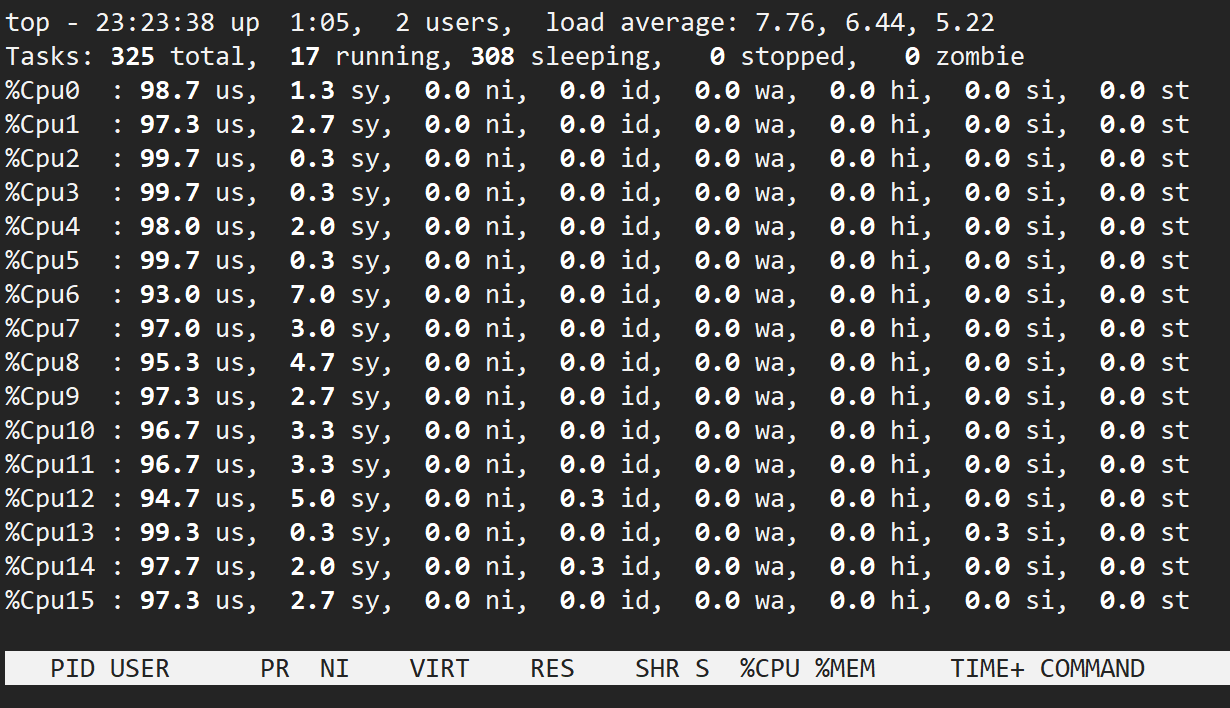 top - 23:23:38 up  1:05,  2 users,  load average: 7.76, 6.44, 5.22
Tasks: 325 total,  17 running, 308 sleeping,   0 stopped,   0 zombie
%Cpu0  : 98.7 us,  1.3 sy,  0.0 ni,  0.0 id,  0.0 wa,  0.0 hi,  0.0 si,  0.0 st
%Cpu1  : 97.3 us,  2.7 sy,  0.0 ni,  0.0 id,  0.0 wa,  0.0 hi,  0.0 si,  0.0 st
%Cpu2  : 99.7 us,  0.3 sy,  0.0 ni,  0.0 id,  0.0 wa,  0.0 hi,  0.0 si,  0.0 st
%Cpu3  : 99.7 us,  0.3 sy,  0.0 ni,  0.0 id,  0.0 wa,  0.0 hi,  0.0 si,  0.0 st
%Cpu4  : 98.0 us,  2.0 sy,  0.0 ni,  0.0 id,  0.0 wa,  0.0 hi,  0.0 si,  0.0 st
%Cpu5  : 99.7 us,  0.3 sy,  0.0 ni,  0.0 id,  0.0 wa,  0.0 hi,  0.0 si,  0.0 st
%Cpu6  : 93.0 us,  7.0 sy,  0.0 ni,  0.0 id,  0.0 wa,  0.0 hi,  0.0 si,  0.0 st
%Cpu7  : 97.0 us,  3.0 sy,  0.0 ni,  0.0 id,  0.0 wa,  0.0 hi,  0.0 si,  0.0 st
%Cpu8  : 95.3 us,  4.7 sy,  0.0 ni,  0.0 id,  0.0 wa,  0.0 hi,  0.0 si,  0.0 st
%Cpu9  : 97.3 us,  2.7 sy,  0.0 ni,  0.0 id,  0.0 wa,  0.0 hi,  0.0 si,  0.0 st
%Cpu10 : 96.7 us,  3.3 sy,  0.0 ni,  0.0 id,  0.0 wa,  0.0 hi,  0.0 si,  0.0 st
%Cpu11 : 96.7 us,  3.3 sy,  0.0 ni,  0.0 id,  0.0 wa,  0.0 hi,  0.0 si,  0.0 st
%Cpu12 : 94.7 us,  5.0 sy,  0.0 ni,  0.3 id,  0.0 wa,  0.0 hi,  0.0 si,  0.0 st
%Cpu13 : 99.3 us,  0.3 sy,  0.0 ni,  0.0 id,  0.0 wa,  0.0 hi,  0.3 si,  0.0 st
%Cpu14 : 97.7 us,  2.0 sy,  0.0 ni,  0.3 id,  0.0 wa,  0.0 hi,  0.0 si,  0.0 st
%Cpu15 : 97.3 us,  2.7 sy,  0.0 ni,  0.0 id,  0.0 wa,  0.0 hi,  0.0 si,  0.0 st
PID USER      PR  NI    VIRT    RES    SHR S  %CPU %MEM     TIME+ COMMAND